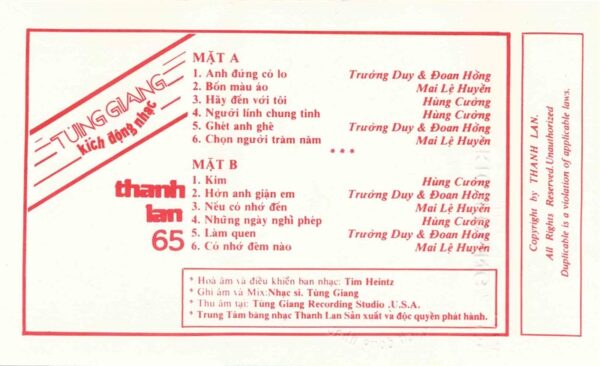 TÙNG GIANG
kích động nhạc
thanh
lan
65
MẶT A
1. Anh đừng có lo Trường Duy & Đoan Hồng
2. Bốn màu áo Mai Lệ Huyền
3. Hãy đến với tôi Hùng Cường
4. Người lính chung tình Hùng Cường
5. Ghét anh ghê Trường Duy & Đoan Hồng
6. Chọn người trăm năm Mai Lệ Huyền
* * *
MẶT B
1. Kim Hùng Cường
2. Hờn anh giận em Trường Duy & Đoan Hồng
3. Nếu có nhớ đến Mai Lệ Huyền
4. Những ngày nghỉ phép Hùng Cường
5. Làm quen Trường Duy & Đoan Hồng
6. Có nhớ đêm nào Mai Lệ Huyền
* Hoà âm và điều khiển ban nhạc: Tim Heintz
* Ghi âm và Mix: Nhạc sĩ. Tùng Giang
* Thu âm tại: Tùng Giang Recording Studio .U.S.A.
* Trung Tâm băng nhạc Thanh Lan Sản xuất và độc quyền phát hành.
Copyright by THANH LAN.
All Rights Reserved.Unauthorized
Duplicable is a violation of applicable laws.